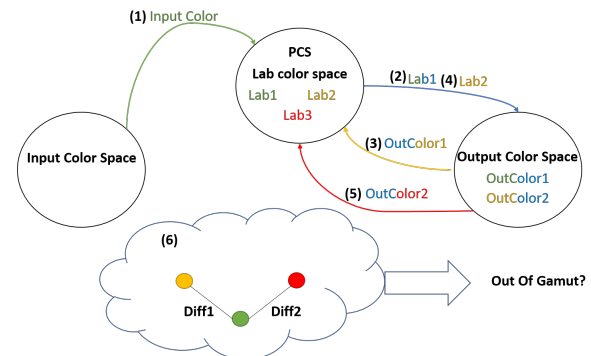 (1) Input Color
PCS
Lab color space
Lab1 Lab2
Lab3
(2) Lab1 (4) Lab2
(3) OutColor1
Input Color Space
Output Color Space
OutColor1
OutColor2
(5) OutColor2
(6)
Diff1 Diff2
Out Of Gamut?